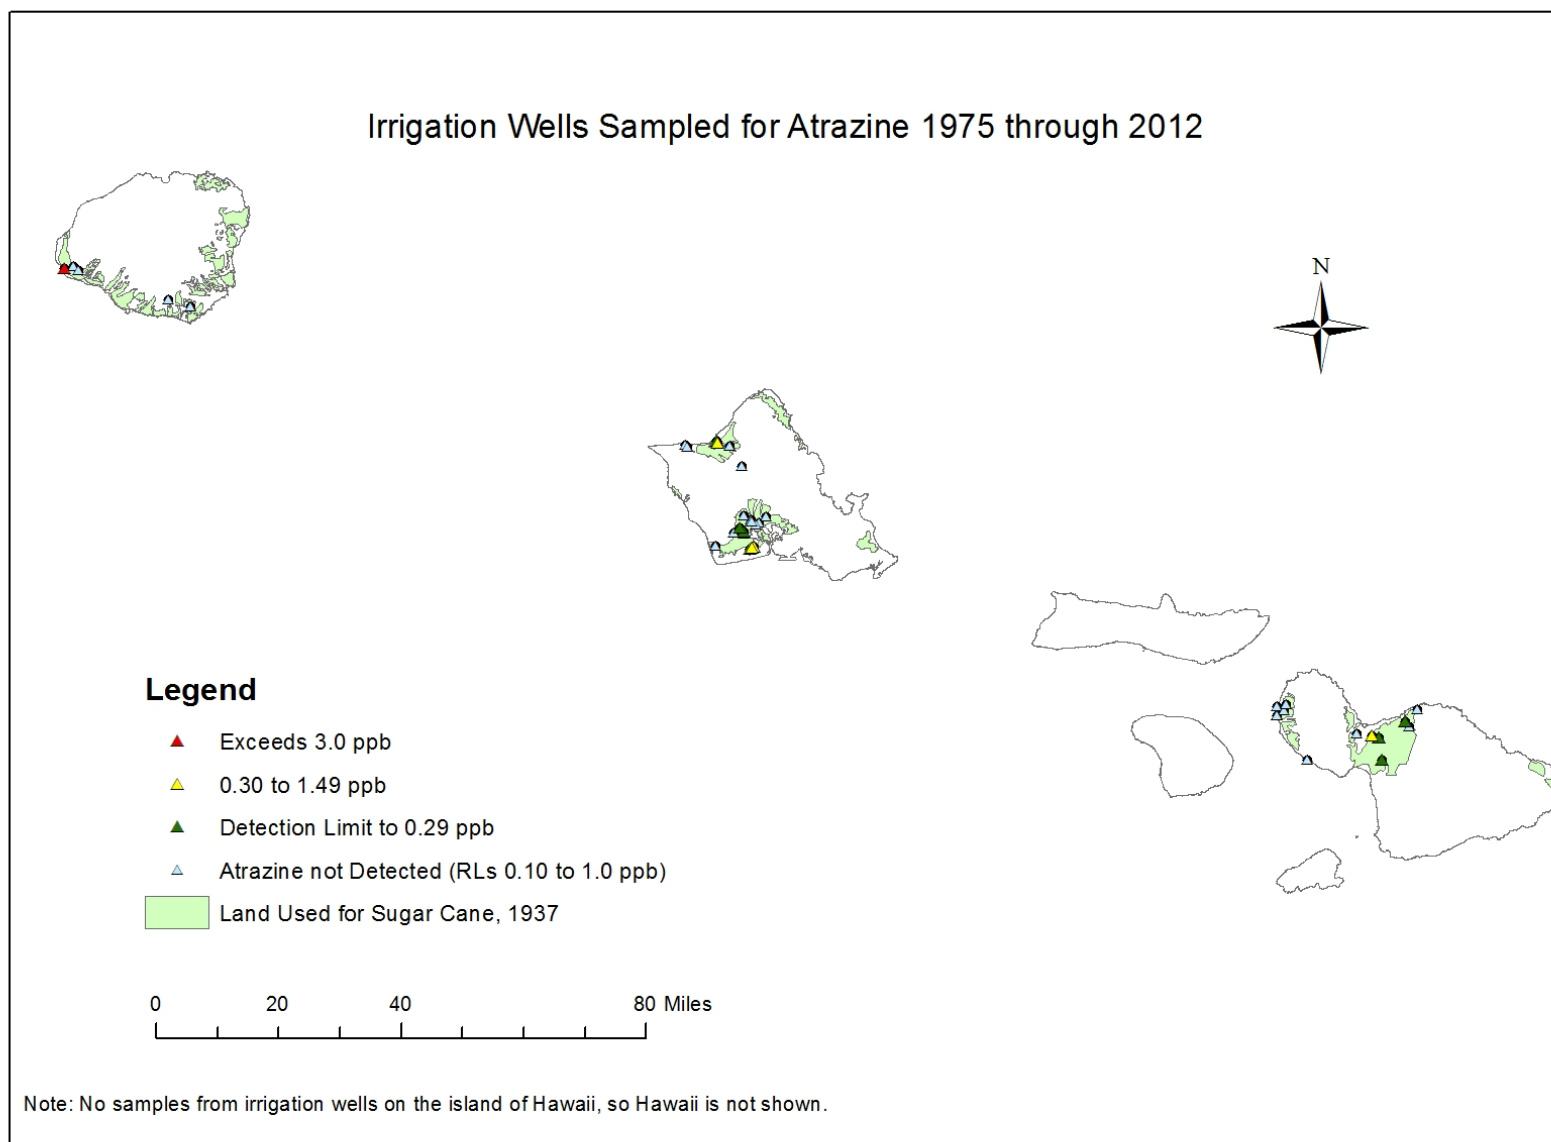 Irrigation Wells Sampled for Atrazine 1975 through 2012
N
Legend
Exceeds 3.0 ppb
0.30 to 1.49 ppb
Detection Limit to 0.29 ppb
Atrazine not Detected (RLs 0.10 to 1.0 ppb)
Land Used for Sugar Cane, 1937
0 20 40 80 Miles
Note: No samples from irrigation wells on the island of Hawaii, so Hawaii is not shown.